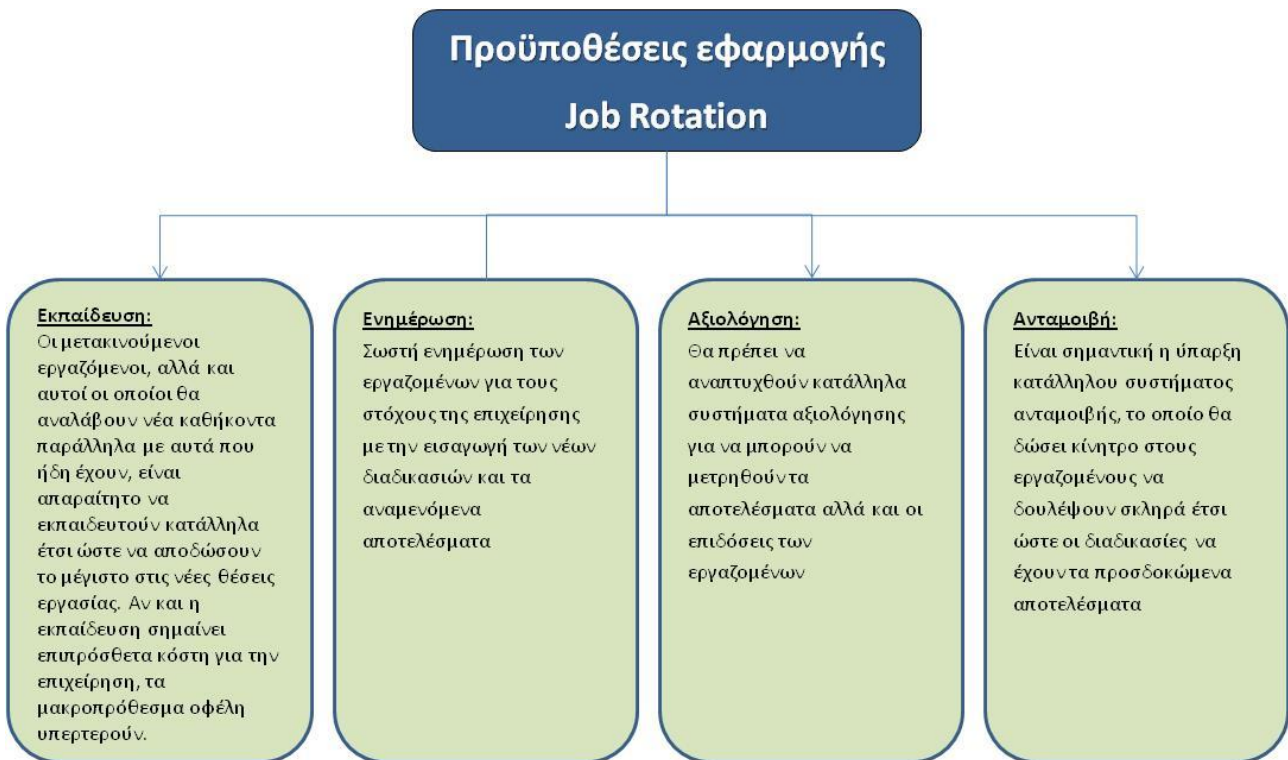 Προϋποθέσεις εφαρμογής
Job Rotation
Εκπαίδευση:
Οι μετακινούμενοι
εργαζόμενοι, αλλά και
αυτοί οι οποίοι θα
αναλάβουν νέα καθήκοντα
παράλληλα με αυτά που
ήδη έχουν, είναι
απαραίτητο να
εκπαιδευτούν κατάλληλα
έτσι ώστε να αποδώσουν
το μέγιστο στις νέες θέσεις
εργασίας. Αν και η
εκπαίδευση σημαίνει
επιπρόσθετα κόστη για την
επιχείρηση, τα
μακροπρόθεσμα οφέλη
υπερτερούν.
Ενημέρωση:
Σωστή ενημέρωση των
εργαζομένων για τους
στόχους της επιχείρησης
με την εισαγωγή των νέων
διαδικασιών και τα
αναμενόμενα
αποτελέσματα
Αξιολόγηση:
Θα πρέπει να
αναπτυχθούν κατάλληλα
συστήματα αξιολόγησης
για να μπορούν να
μετρηθούν τα
αποτελέσματα αλλά και οι
επιδόσεις των
εργαζομένων
Ανταμοιβή:
Είναι σημαντική η ύπαρξη
κατάλληλου συστήματος
ανταμοιβής, το οποίο θα
δώσει κίνητρο στους
εργαζομένους να
δουλέψουν σκληρά έτσι
ώστε οι διαδικασίες να
έχουν τα προσδοκώμενα
αποτελέσματα